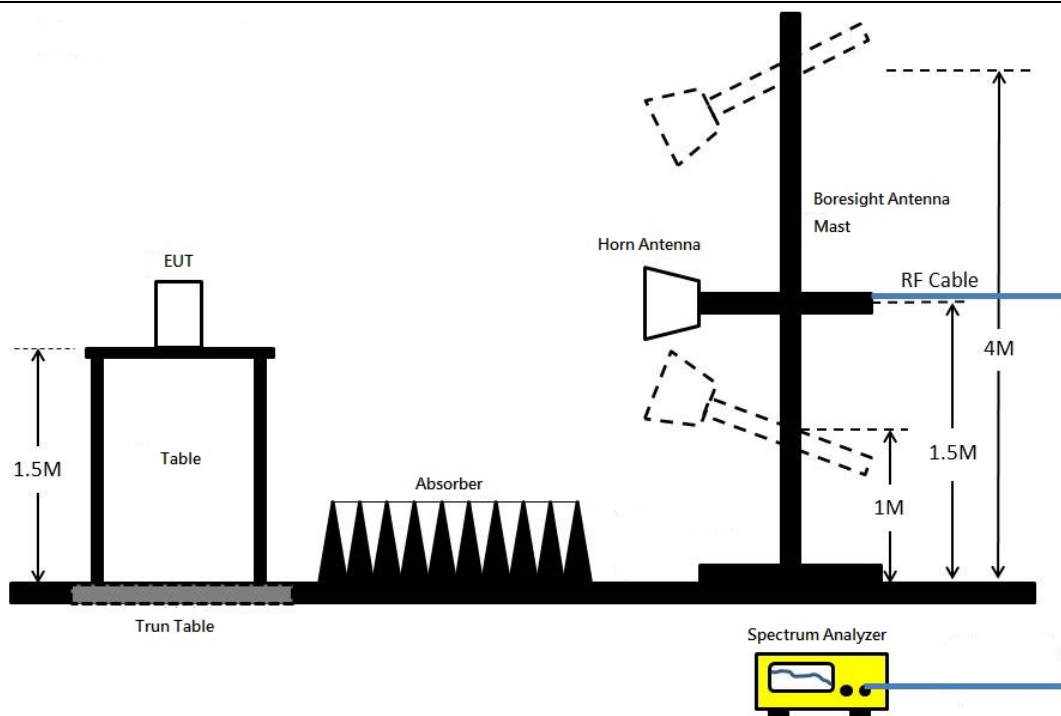 Boresight Antenna
Mast
Horn Antenna
EUT
RF Cable
4M
1.5M
Table
1.5M
Absorber
1M
Trun Table
Spectrum Analyzer